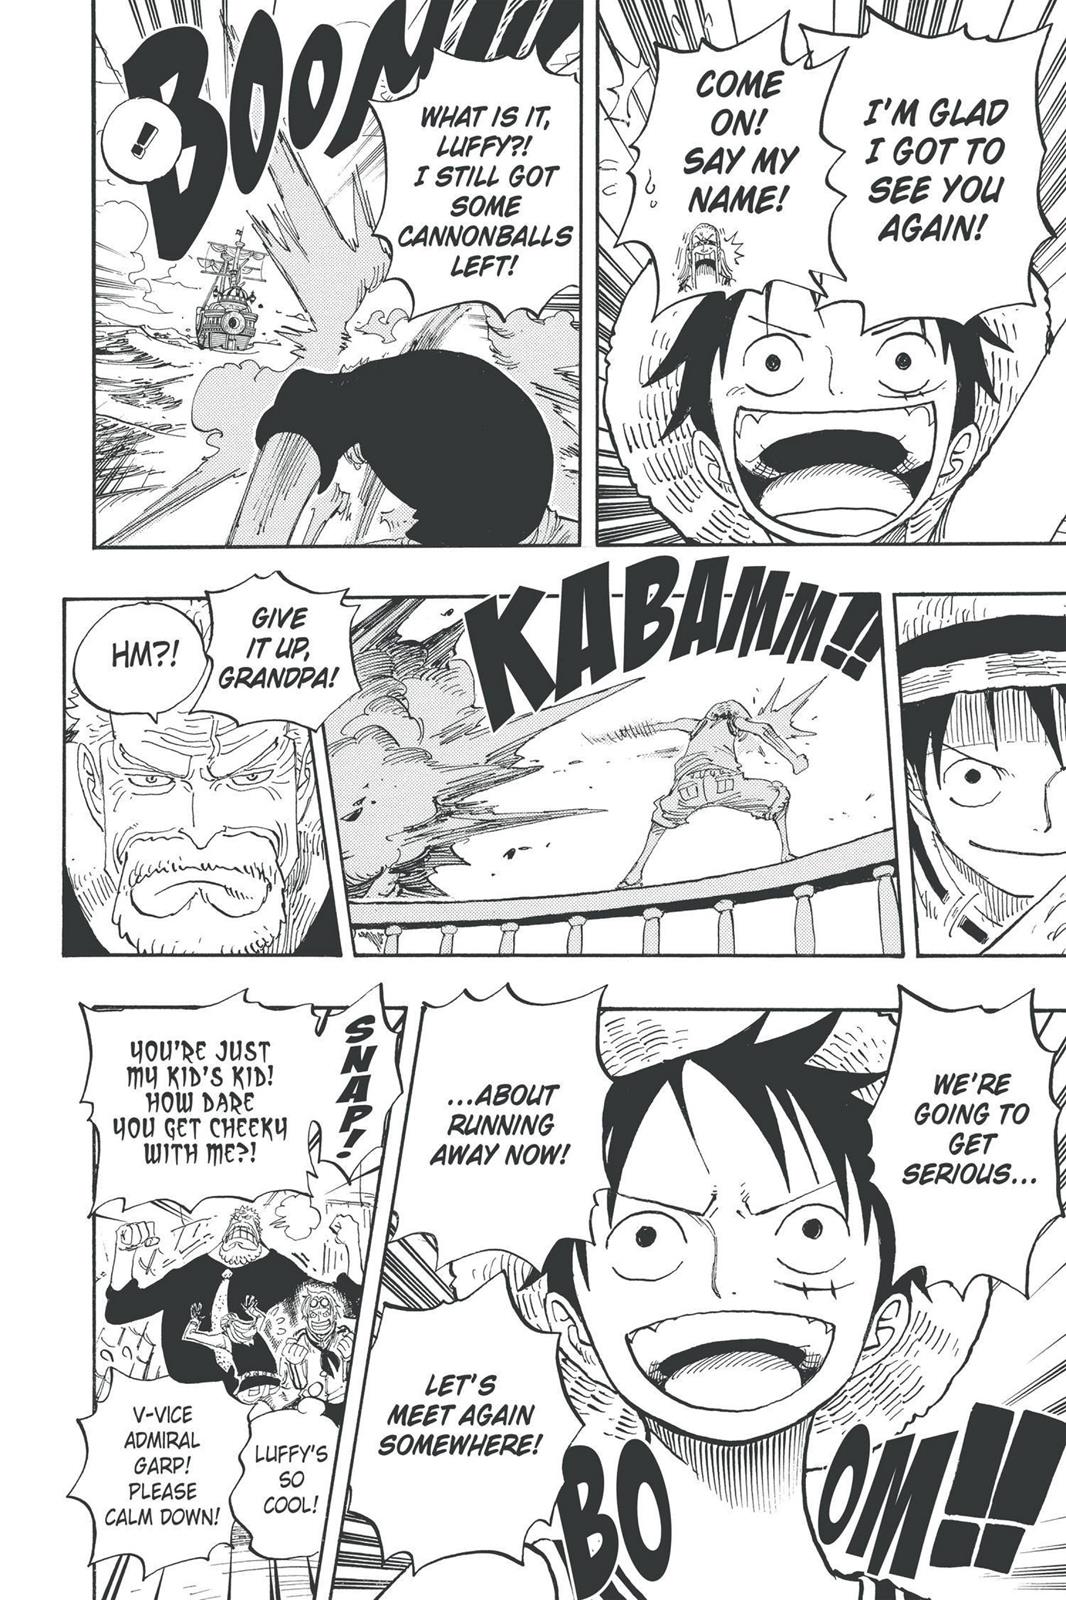 I'M GLAD
I GOT TO
SEE YOU
AGAIN!
COME
ON!
SAY MY
NAME!
WHAT IS IT,
LUFFY?!
I STILL GOT
SOME
CANNONBALLS
LEFT!
BOOMM
!
KABAMM!!
GIVE
IT UP,
GRANDPA!
HM?!
WE'RE
GOING TO
GET
SERIOUS...
...ABOUT
RUNNING
AWAY NOW!
LET'S
MEET AGAIN
SOMEWHERE!
BOOM!!
SNAP!
YOU'RE JUST
MY KID'S KID!
HOW DARE
YOU GET CHEEKY
WITH ME?!
LUFFY'S
SO
COOL!
V-VICE
ADMIRAL
GARP!
PLEASE
CALM DOWN!